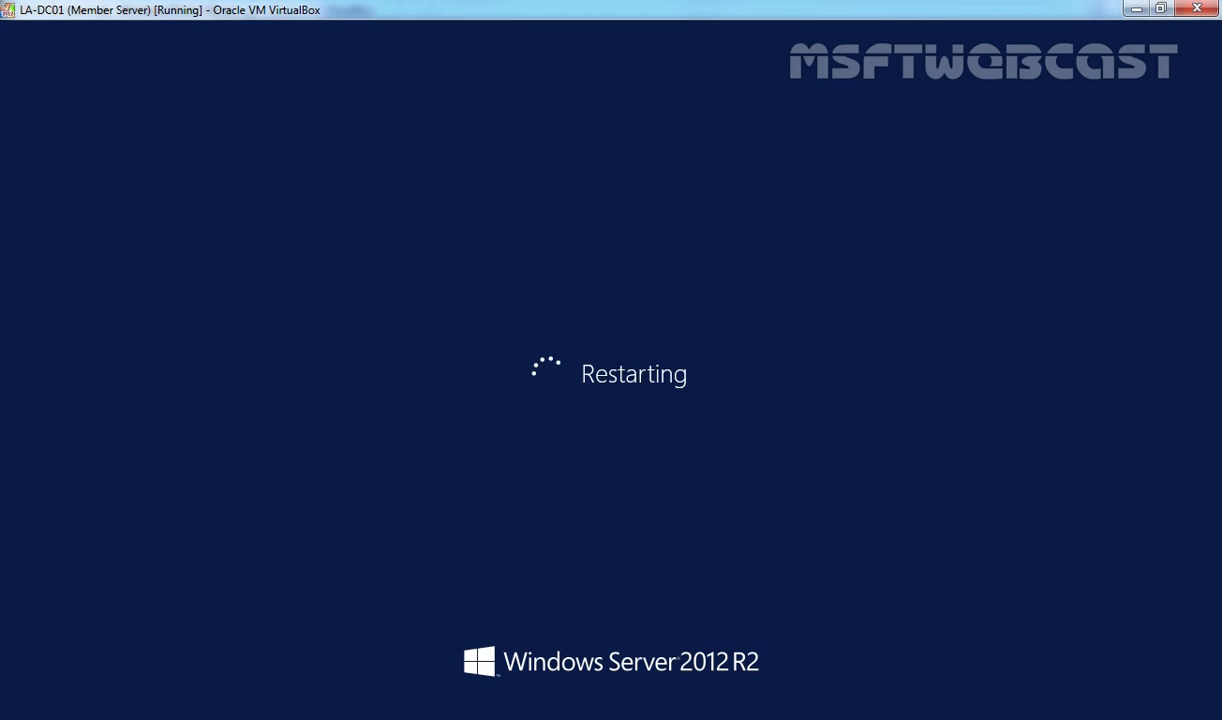 LA-DC01 (Member Server) [Running] - Oracle VM VirtualBox
MSFTWEBCAST
Restarting
Windows Server 2012 R2